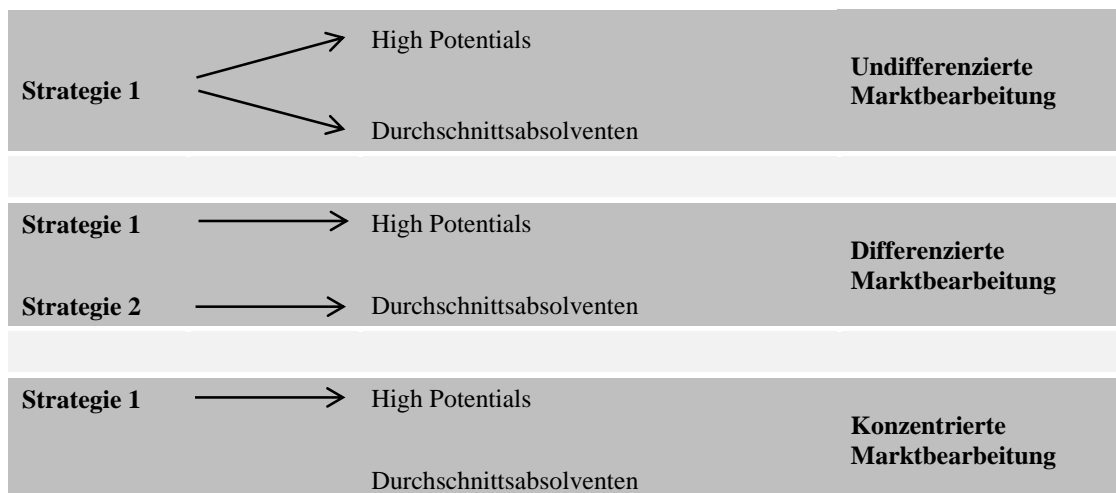 High Potentials
Strategie 1
Undifferenzierte
Marktbearbeitung
Durchschnittsabsolventen
Strategie 1
High Potentials
Differenzierte
Marktbearbeitung
Strategie 2
Durchschnittsabsolventen
Strategie 1
High Potentials
Konzentrierte
Marktbearbeitung
Durchschnittsabsolventen